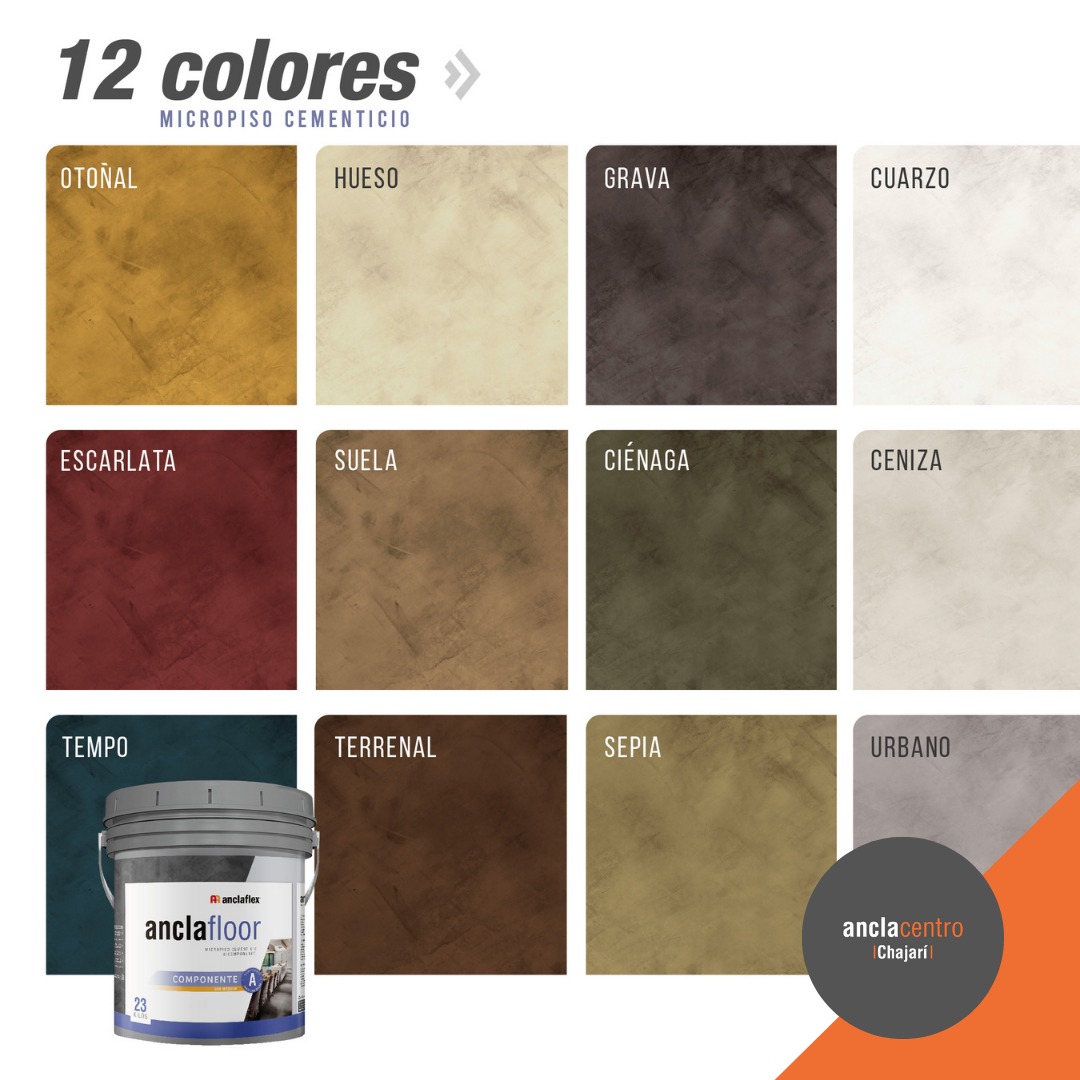 12 colores
MICROPISO CEMENTICIO
OTOÑAL
HUESO
GRAVA
CUARZO
ESCARLATA
SUELA
CIÉNAGA
CENIZA
TEMPO
TERRENAL
SEPIA
URBANO
anclaflex
anclafloor
COMPONENTE A
23
anclacentro
|Chajarí|